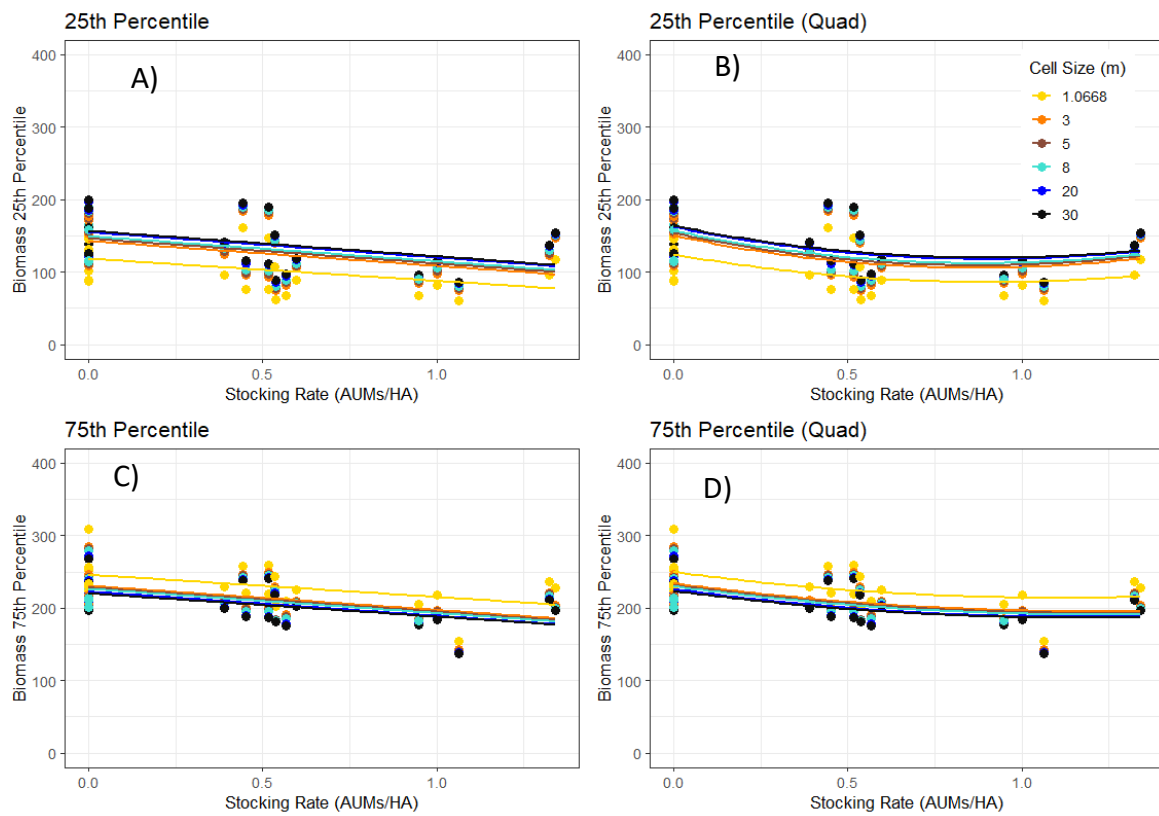 25th Percentile
A)
400
300
200
100
0
Biomass 25th Percentile
0.0
0.5
1.0
Stocking Rate (AUMs/HA)
25th Percentile (Quad)
B)
Cell Size (m)
1.0668
3
5
8
20
30
400
300
200
100
0
Biomass 25th Percentile
0.0
0.5
1.0
Stocking Rate (AUMs/HA)
75th Percentile
C)
400
300
200
100
0
Biomass 75th Percentile
0.0
0.5
1.0
Stocking Rate (AUMs/HA)
75th Percentile (Quad)
D)
400
300
200
100
0
Biomass 75th Percentile
0.0
0.5
1.0
Stocking Rate (AUMs/HA)